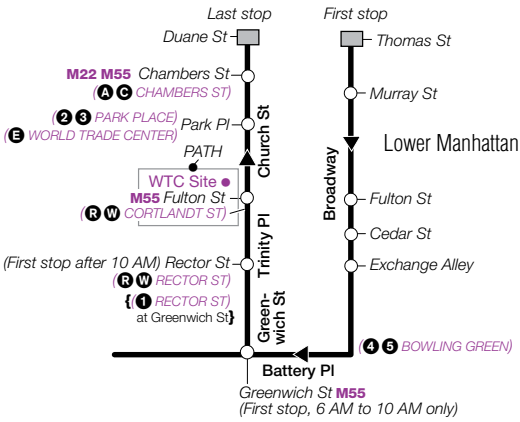 Last stop
First stop
Duane St
Thomas St
M22 M55 Chambers St
(A C CHAMBERS ST)
Murray St
(2 3 PARK PLACE)
(E WORLD TRADE CENTER)
Park Pl
Church St
Lower Manhattan
PATH
WTC Site
Broadway
M55 Fulton St
Fulton St
(R W CORTLANDT ST)
Trinity Pl
Cedar St
(First stop after 10 AM) Rector St
Exchange Alley
(R W RECTOR ST)
{(1 RECTOR ST)
at Greenwich St}
Green-
wich St
(4 5 BOWLING GREEN)
Battery Pl
Greenwich St M55
(First stop, 6 AM to 10 AM only)